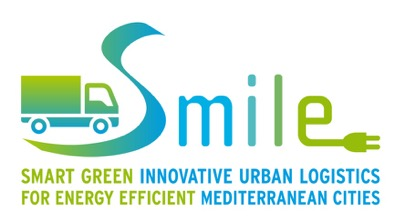 Smile
SMART GREEN INNOVATIVE URBAN LOGISTICS
FOR ENERGY EFFICIENT MEDITERRANEAN CITIES